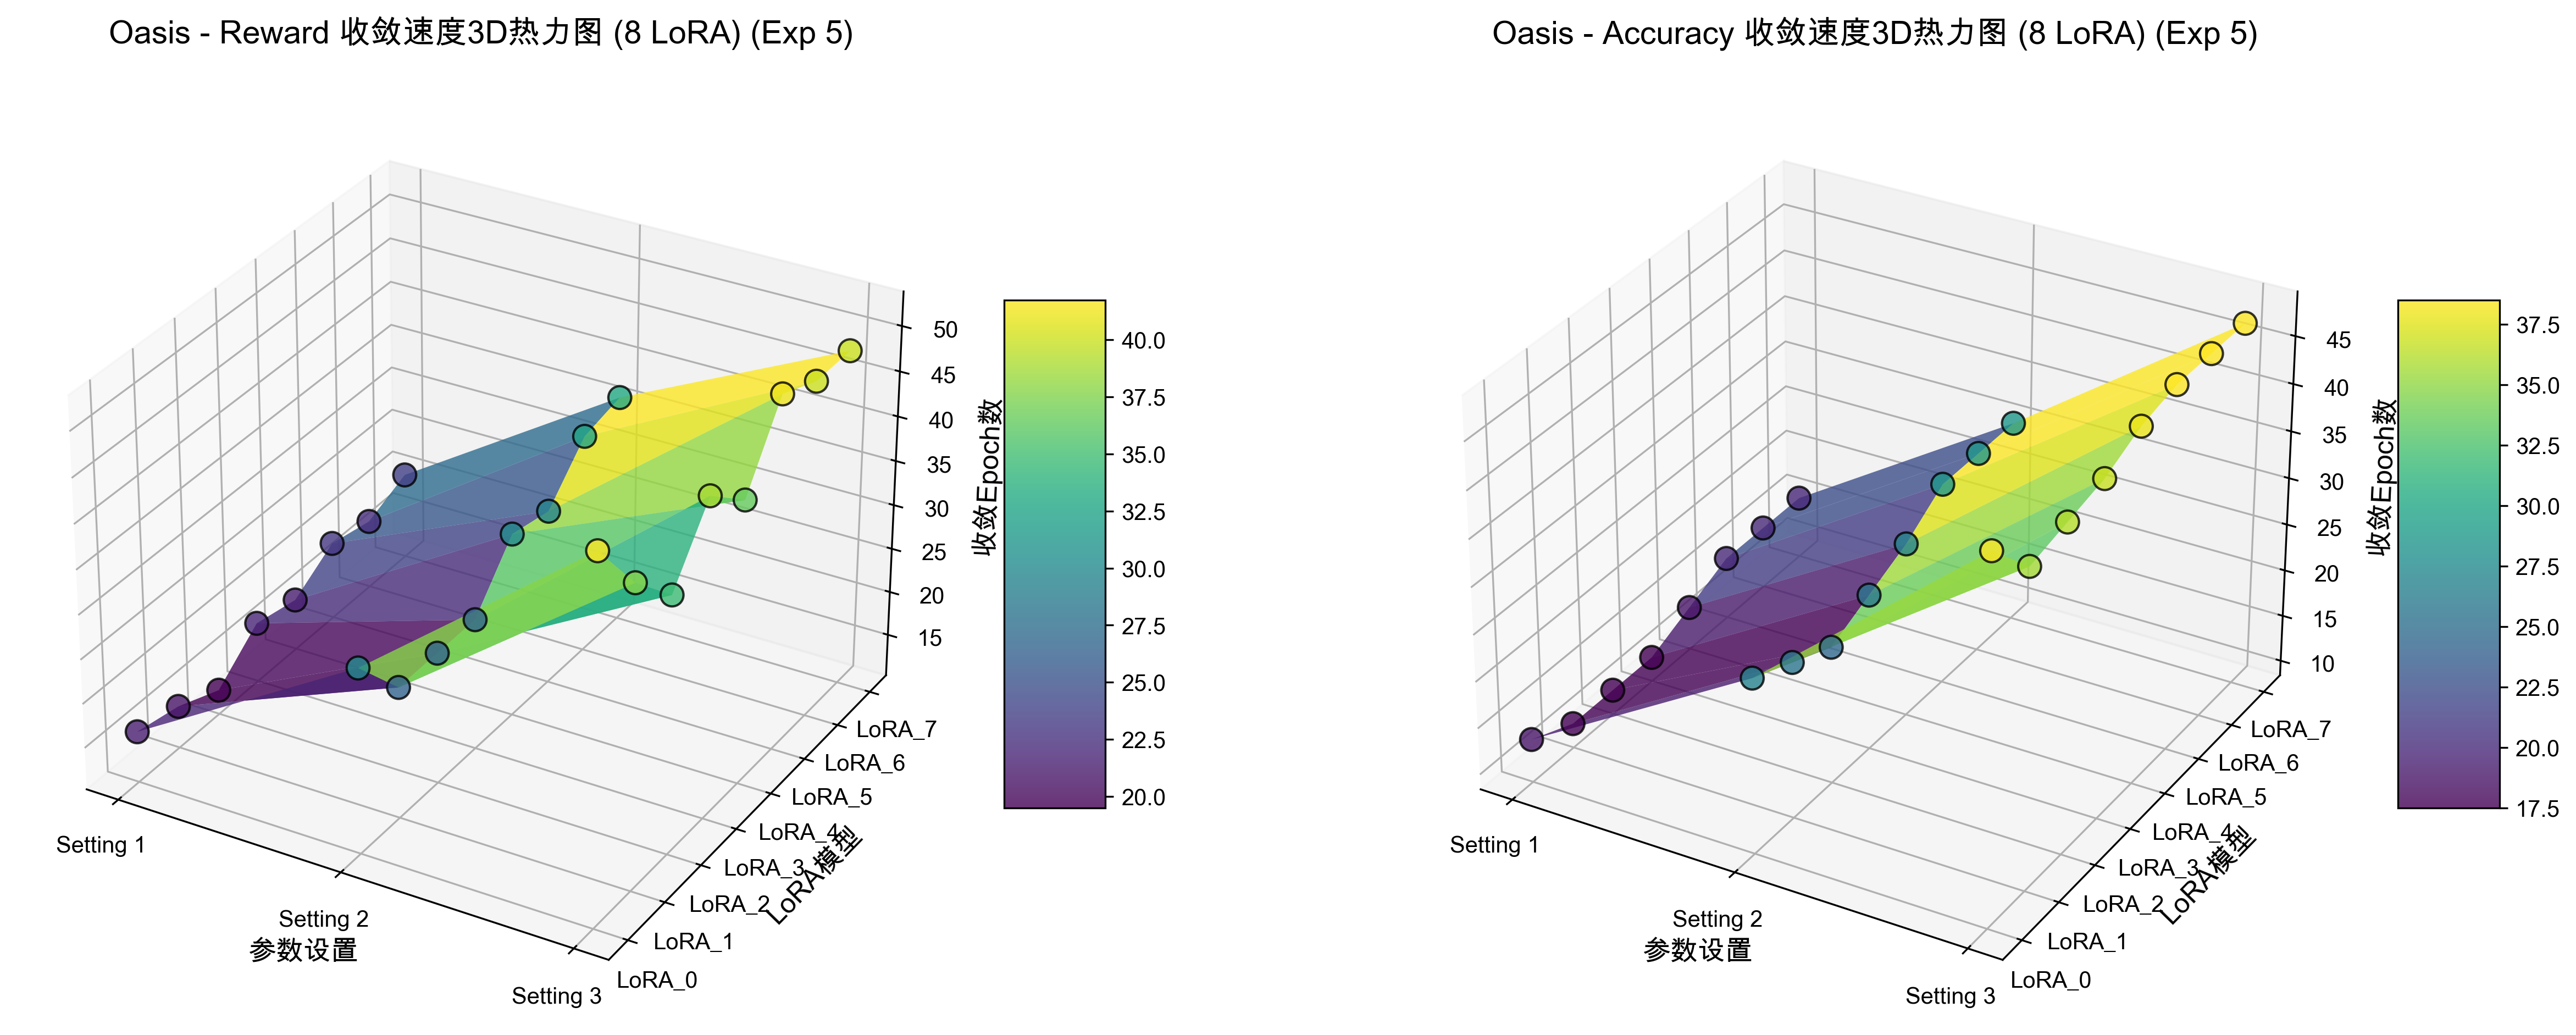 Oasis - Reward 收敛速度3D热力图 (8 LoRA) (Exp 5)
50
45
40
35
30
25
20
15
收敛Epoch数
40.0
37.5
35.0
32.5
30.0
27.5
25.0
22.5
20.0
LoRA_7
LoRA_6
LoRA_5
LoRA_4
LoRA_3
LoRA_2
LoRA_1
LoRA_0
LoRA模型
Setting 1
Setting 2
Setting 3
参数设置
Oasis - Accuracy 收敛速度3D热力图 (8 LoRA) (Exp 5)
45
40
35
30
25
20
15
10
收敛Epoch数
37.5
35.0
32.5
30.0
27.5
25.0
22.5
20.0
17.5
LoRA_7
LoRA_6
LoRA_5
LoRA_4
LoRA_3
LoRA_2
LoRA_1
LoRA_0
LoRA模型
Setting 1
Setting 2
Setting 3
参数设置